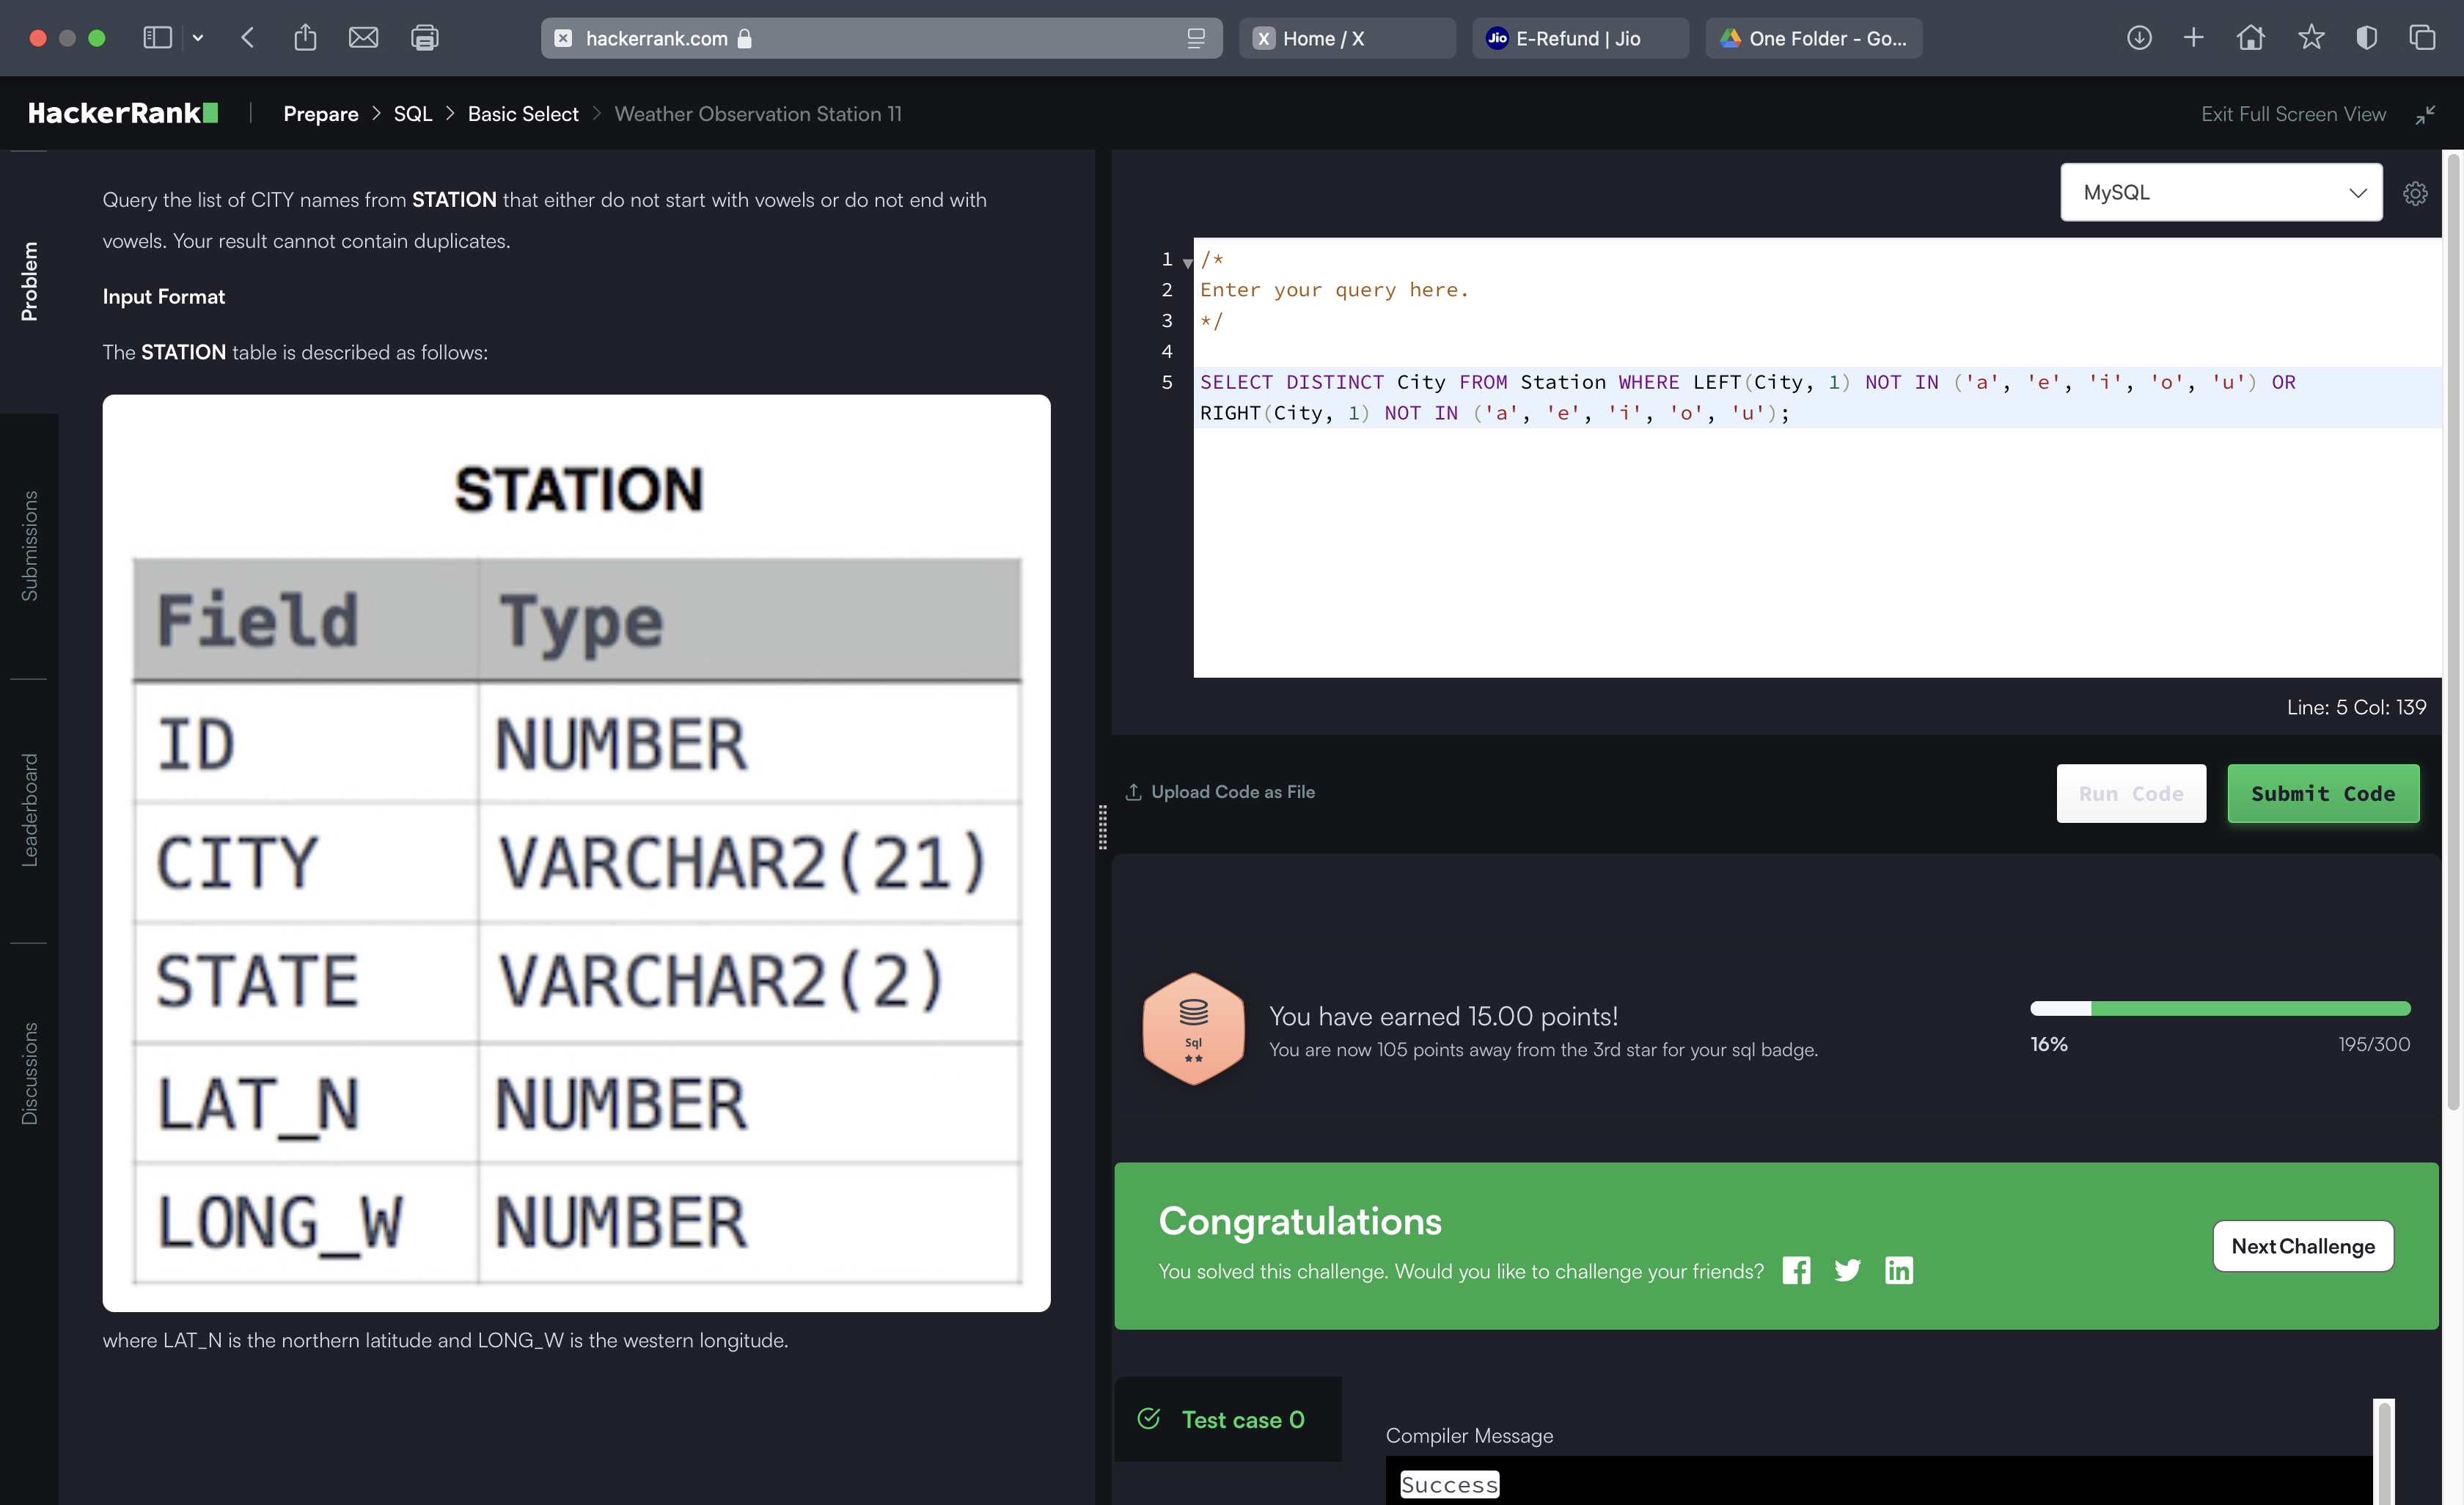 hackerrank.com
X Home / X
Jio E-Refund | Jio
One Folder - Go...
HackerRank
Prepare > SQL > Basic Select > Weather Observation Station 11
Exit Full Screen View
Problem
Submissions
Leaderboard
Discussions
Query the list of CITY names from STATION that either do not start with vowels or do not end with
vowels. Your result cannot contain duplicates.
Input Format
The STATION table is described as follows:
STATION
Field Type
ID NUMBER
CITY VARCHAR2(21)
STATE VARCHAR2(2)
LAT_N NUMBER
LONG_W NUMBER
where LAT_N is the northern latitude and LONG_W is the western longitude.
MySQL
1 /*
2 Enter your query here.
3 */
4
5 SELECT DISTINCT City FROM Station WHERE LEFT(City, 1) NOT IN ('a', 'e', 'i', 'o', 'u') OR
RIGHT(City, 1) NOT IN ('a', 'e', 'i', 'o', 'u');
Line: 5 Col: 139
Upload Code as File
Run Code
Submit Code
Sql
You have earned 15.00 points!
You are now 105 points away from the 3rd star for your sql badge.
16% 195/300
Congratulations
You solved this challenge. Would you like to challenge your friends?
Next Challenge
Test case 0
Compiler Message
Success